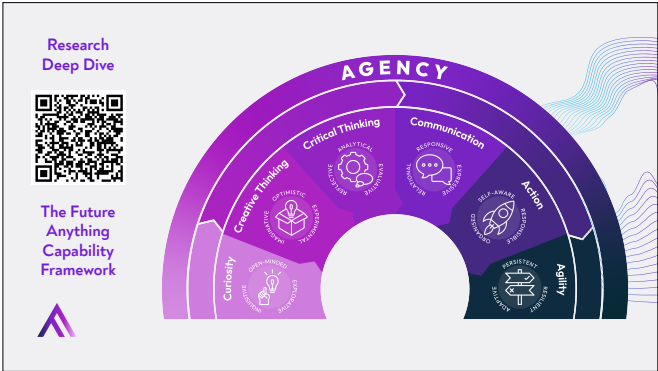 Research
Deep Dive
The Future
Anything
Capability
Framework
AGENCY
Curiosity
OPEN-MINDED
EXPLORATIVE
INQUISITIVE
Creative Thinking
OPTIMISTIC
EXPERIMENTAL
IMAGINATIVE
Critical Thinking
ANALYTICAL
EVALUATIVE
REFLECTIVE
Communication
RESPONSIVE
EXPRESSIVE
RELATIONAL
Action
SELF-AWARE
RESPONSIBLE
ORGANISED
Agility
PERSISTENT
RESILIENT
ADAPTIVE